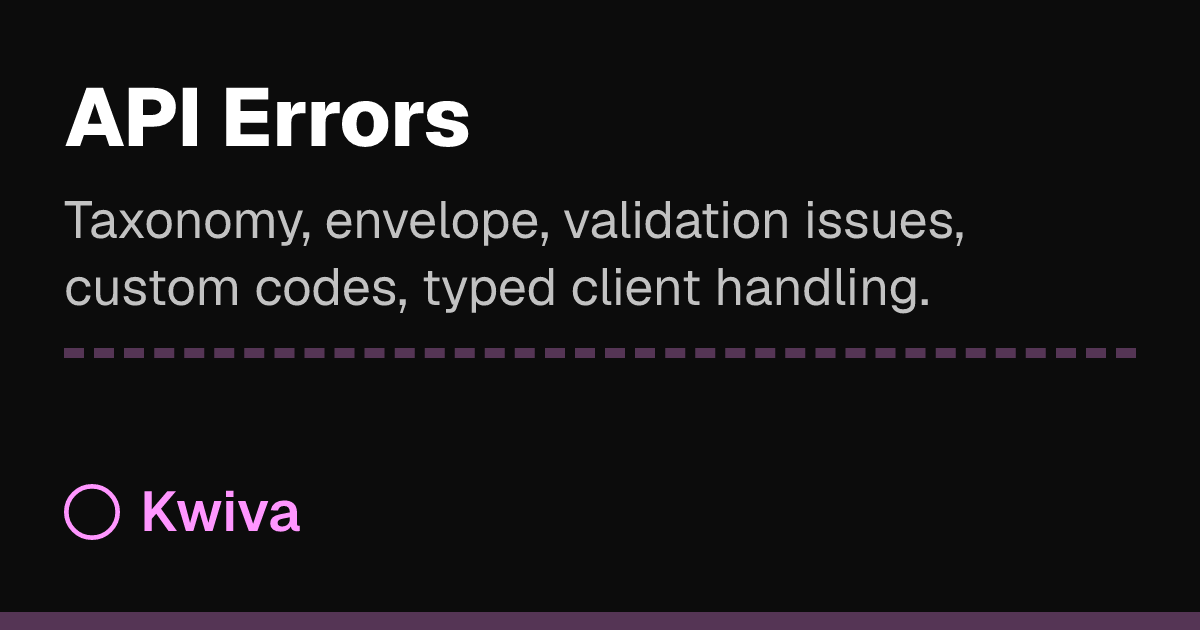 API Errors
Taxonomy, envelope, validation issues,
custom codes, typed client handling.
Kwiva